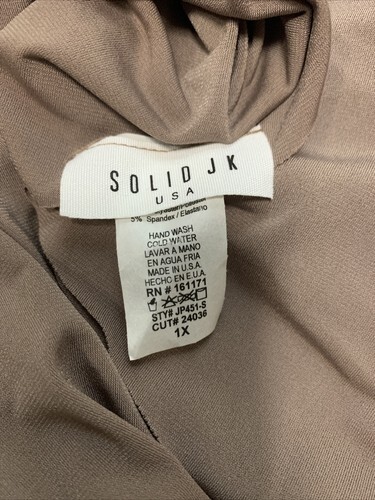 SOLID JK
USA
5% Spandex / Elastano
HAND WASH
COLD WATER
LAVAR A MANO
EN AGUA FRIA
MADE IN U.S.A.
HECHO EN E.U.A.
RN # 161171
STY# JP451-S
CUT# 24036
1X